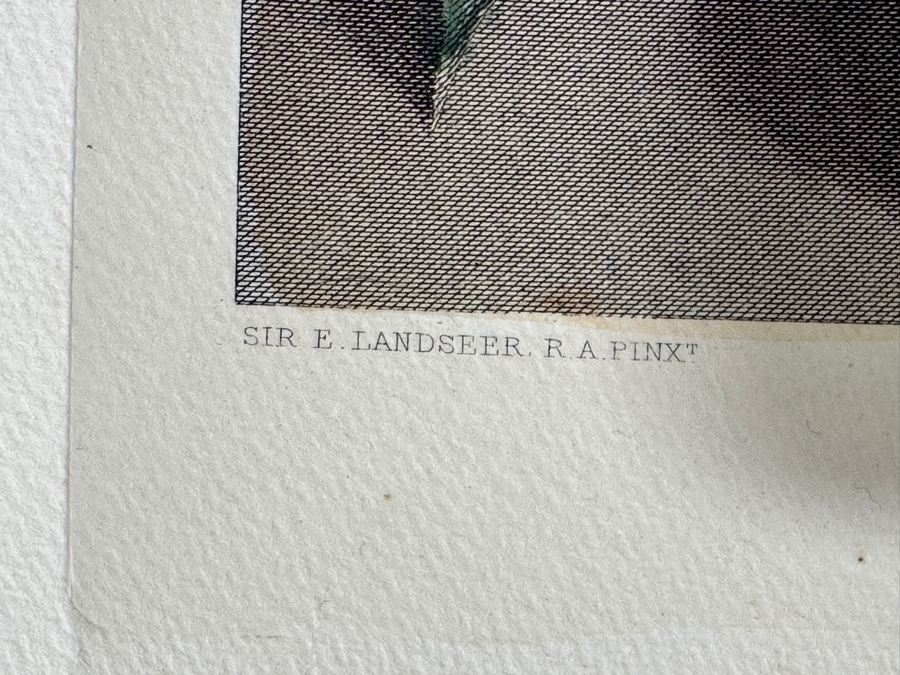 SIR E. LANDSEER. R.A. PINXᵀ